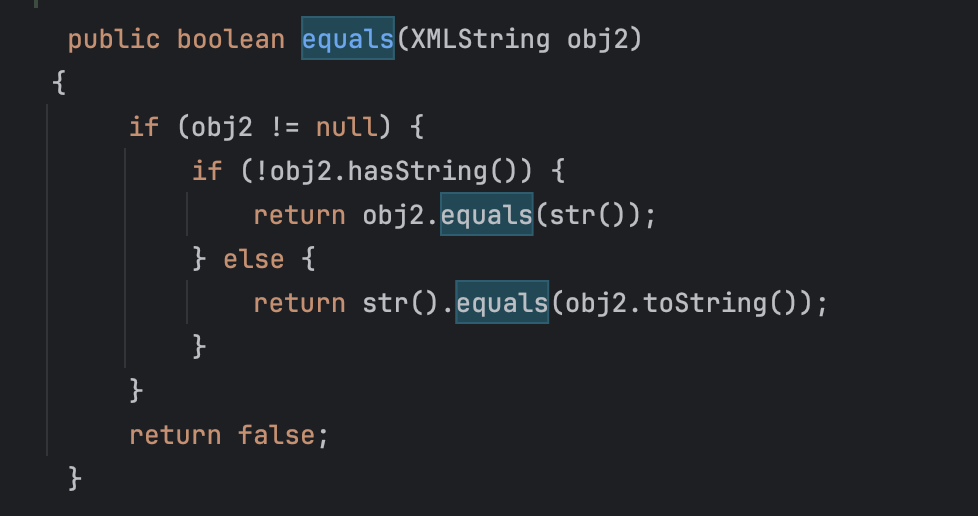 public boolean equals(XMLString obj2)
{
if (obj2 != null) {
if (!obj2.hasString()) {
return obj2.equals(str());
} else {
return str().equals(obj2.toString());
}
}
return false;
}